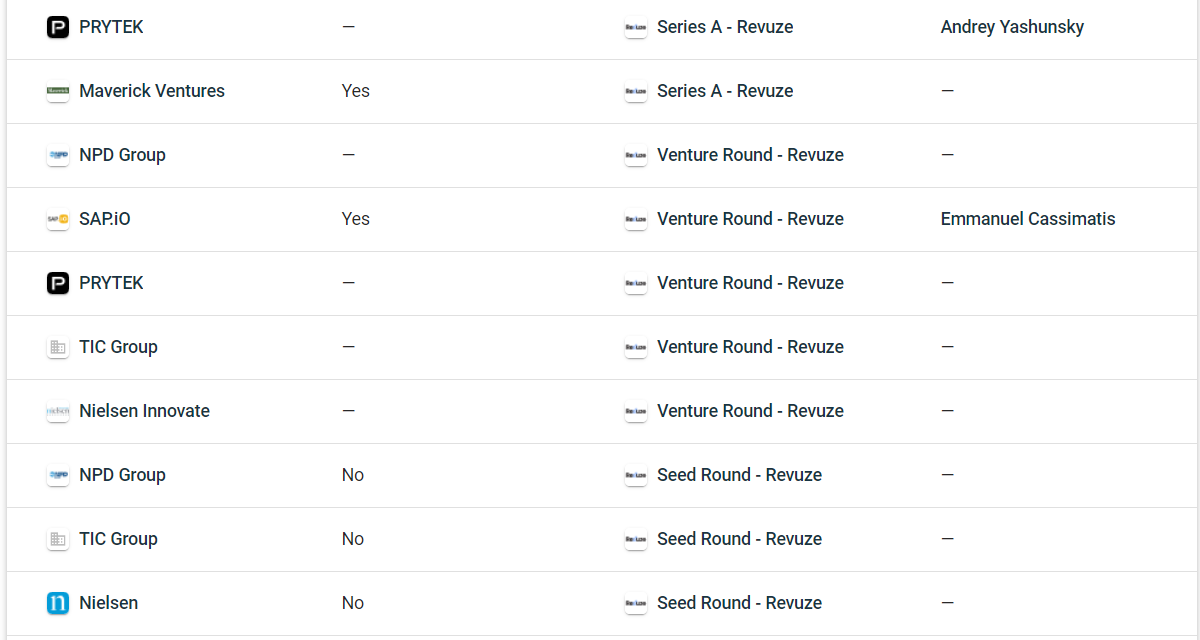 PRYTEK — Series A - Revuze Andrey Yashunsky
Maverick Ventures Yes Series A - Revuze —
NPD Group — Venture Round - Revuze —
SAP.iO Yes Venture Round - Revuze Emmanuel Cassimatis
PRYTEK — Venture Round - Revuze —
TIC Group — Venture Round - Revuze —
Nielsen Innovate — Venture Round - Revuze —
NPD Group No Seed Round - Revuze —
TIC Group No Seed Round - Revuze —
Nielsen No Seed Round - Revuze —